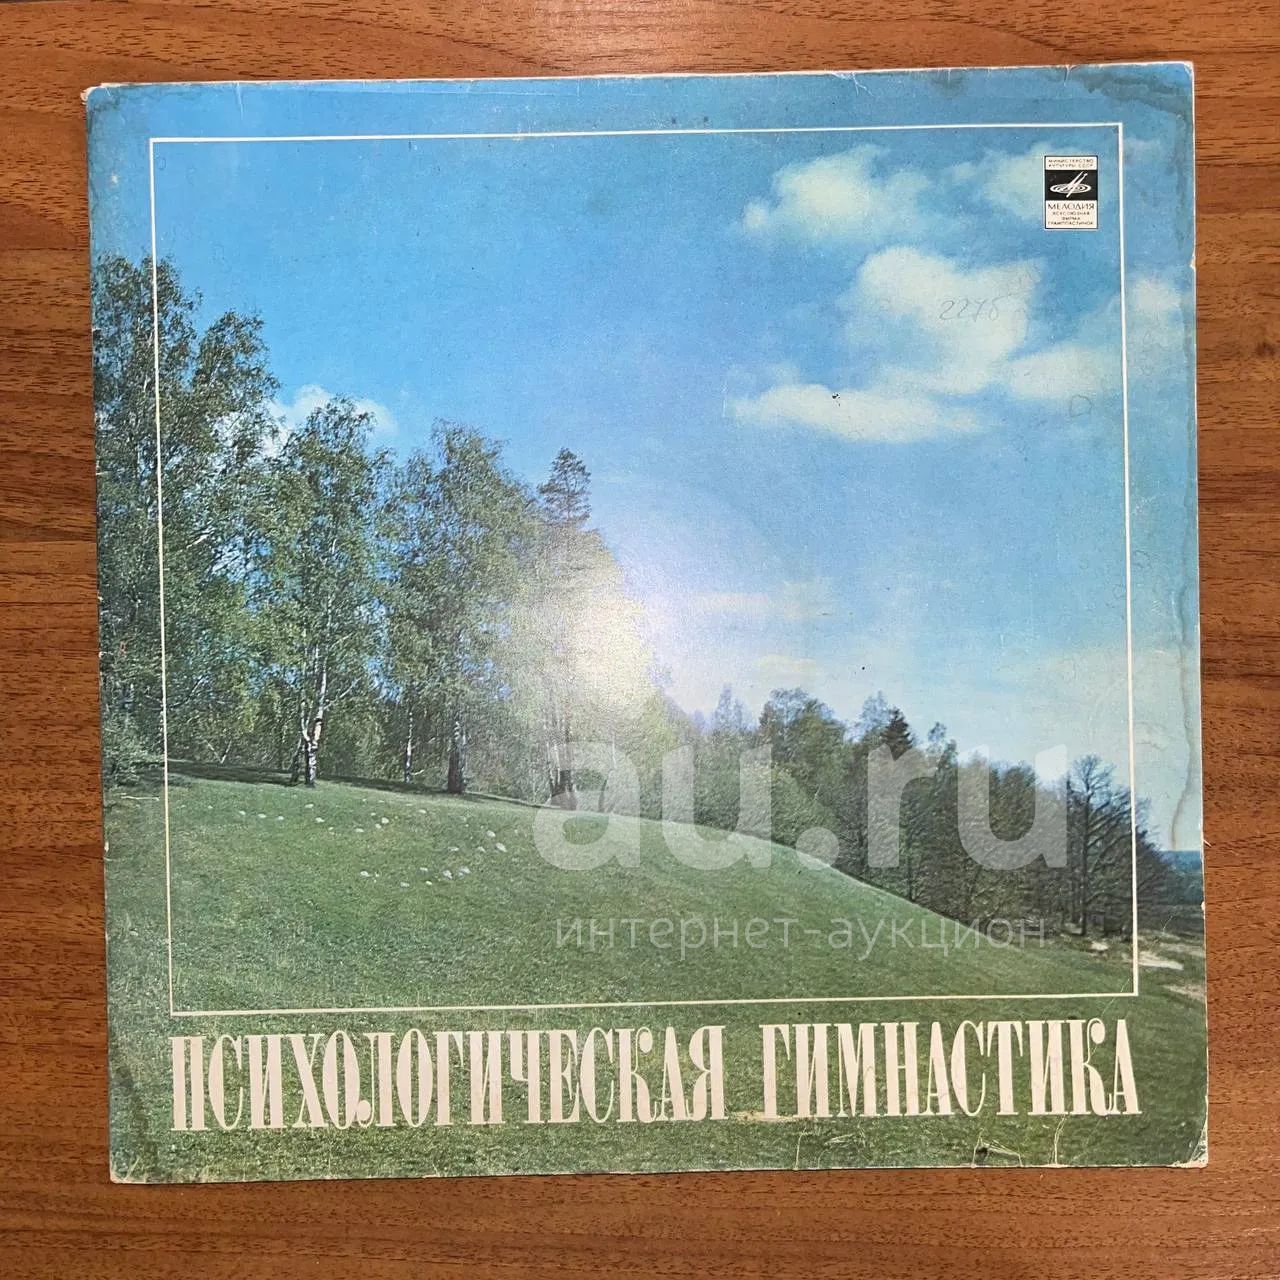 МИНИСТЕРСТВО
КУЛЬТУРЫ СССР
МЕЛОДИЯ
ВСЕСОЮЗНАЯ
ФИРМА
ГРАМПЛАСТИНОК
2276
au.ru
интернет-аукцион
ПСИХОЛОГИЧЕСКАЯ ГИМНАСТИКА